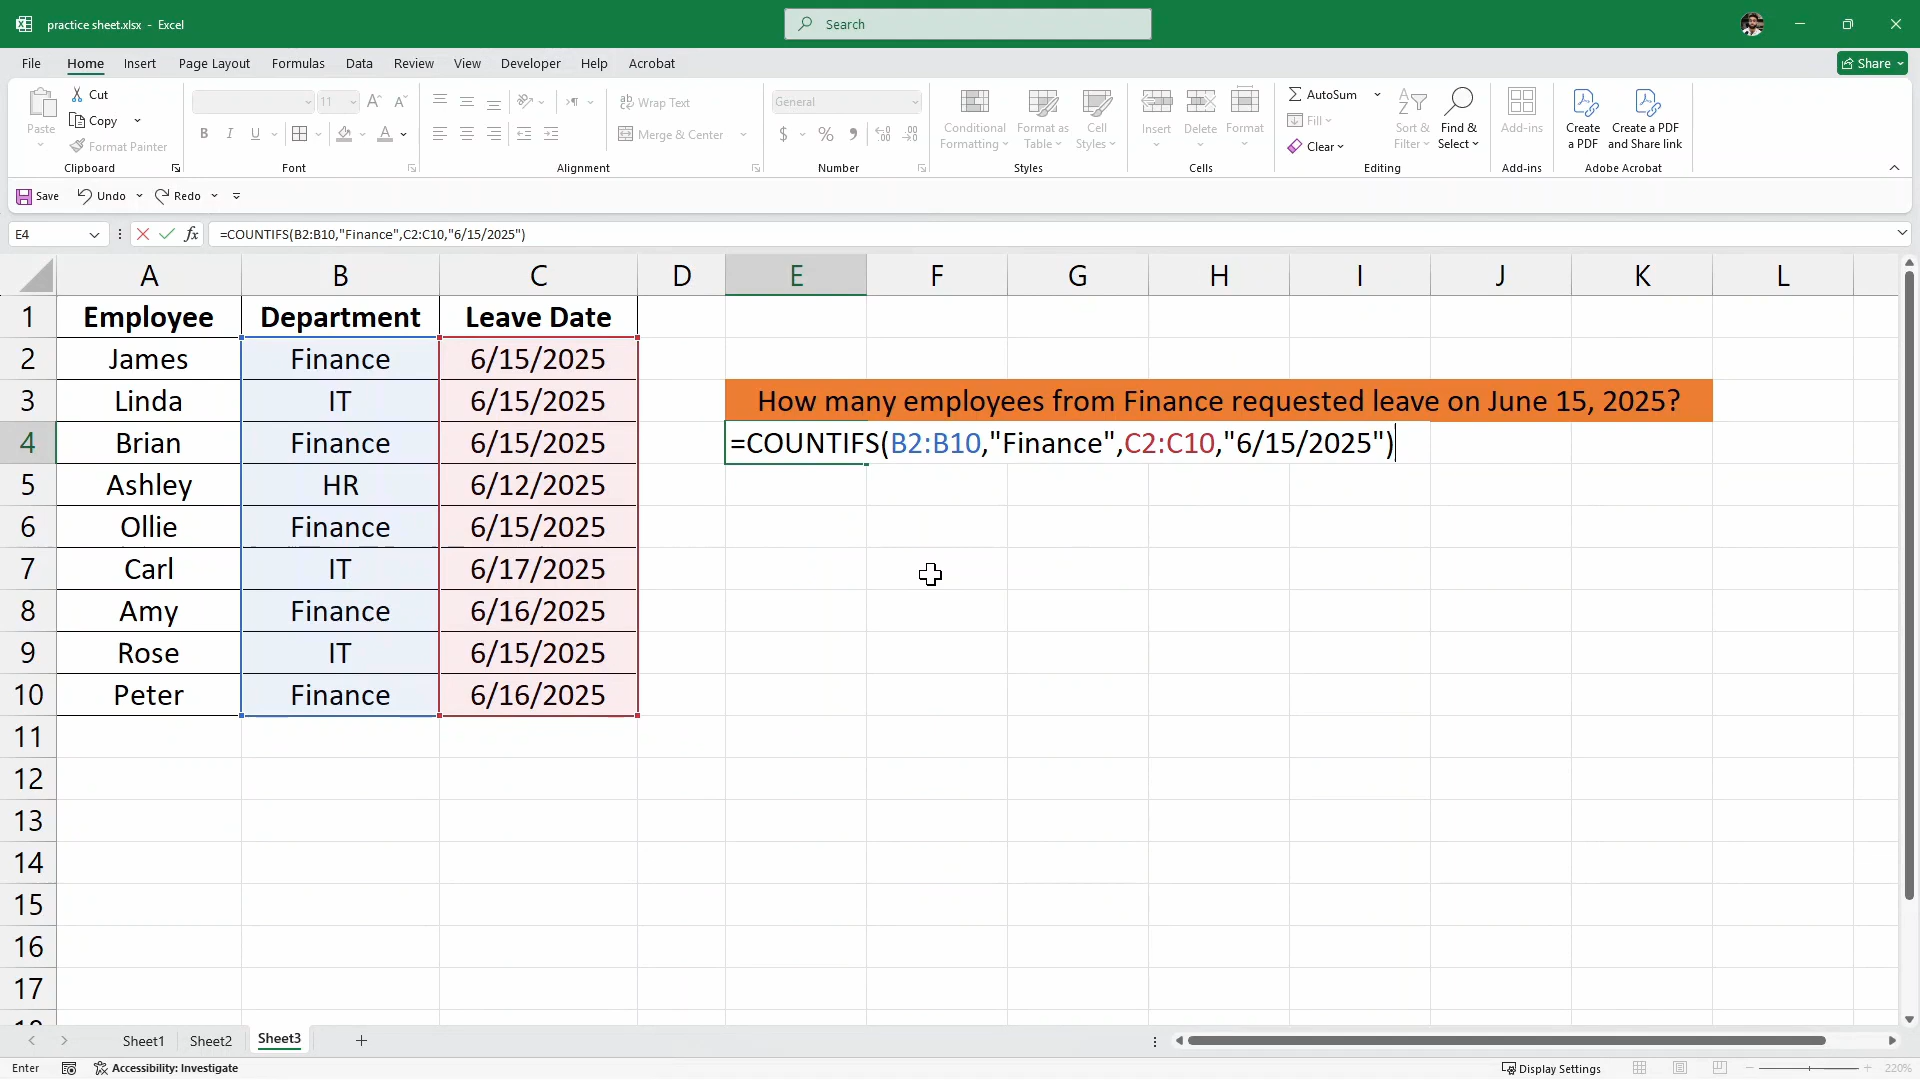 practice sheet.xlsx - Excel
Search
File Home Insert Page Layout Formulas Data Review View Developer Help Acrobat
Share
Paste
Cut
Copy
Format Painter
Clipboard
11
B I U
A
Font
Wrap Text
Merge & Center
Alignment
General
$ % ,
Number
Conditional Formatting
Format as Table
Cell Styles
Styles
Insert
Delete
Format
Cells
AutoSum
Fill
Clear
Sort & Filter
Find & Select
Editing
Add-ins
Add-ins
Create a PDF
Create a PDF and Share link
Adobe Acrobat
Save Undo Redo
E4 fx =COUNTIFS(B2:B10,"Finance",C2:C10,"6/15/2025")
A B C D E F G H I J K L
1 Employee Department Leave Date
2 James Finance 6/15/2025
3 Linda IT 6/15/2025 How many employees from Finance requested leave on June 15, 2025?
4 Brian Finance 6/15/2025 =COUNTIFS(B2:B10,"Finance",C2:C10,"6/15/2025")
5 Ashley HR 6/12/2025
6 Ollie Finance 6/15/2025
7 Carl IT 6/17/2025
8 Amy Finance 6/16/2025
9 Rose IT 6/15/2025
10 Peter Finance 6/16/2025
11
12
13
14
15
16
17
Sheet1 Sheet2 Sheet3
Enter Accessibility: Investigate Display Settings 220%